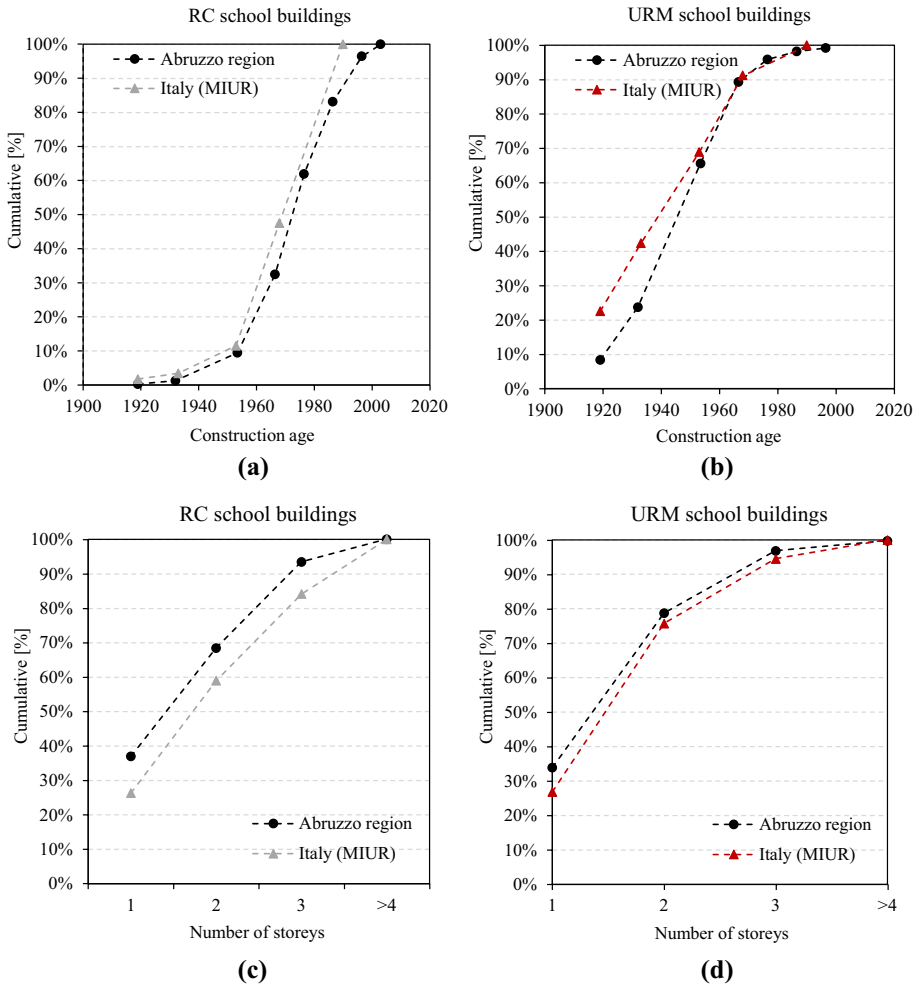 RC school buildings
100%
90%
80%
70%
60%
50%
40%
30%
20%
10%
0%
Cumulative [%]
Abruzzo region
Italy (MIUR)
1900 1920 1940 1960 1980 2000 2020
Construction age
(a)
URM school buildings
100%
90%
80%
70%
60%
50%
40%
30%
20%
10%
0%
Cumulative [%]
Abruzzo region
Italy (MIUR)
1900 1920 1940 1960 1980 2000 2020
Construction age
(b)
RC school buildings
100%
90%
80%
70%
60%
50%
40%
30%
20%
10%
0%
Cumulative [%]
Abruzzo region
Italy (MIUR)
1 2 3 >4
Number of storeys
(c)
URM school buildings
100%
90%
80%
70%
60%
50%
40%
30%
20%
10%
0%
Cumulative [%]
Abruzzo region
Italy (MIUR)
1 2 3 >4
Number of storeys
(d)